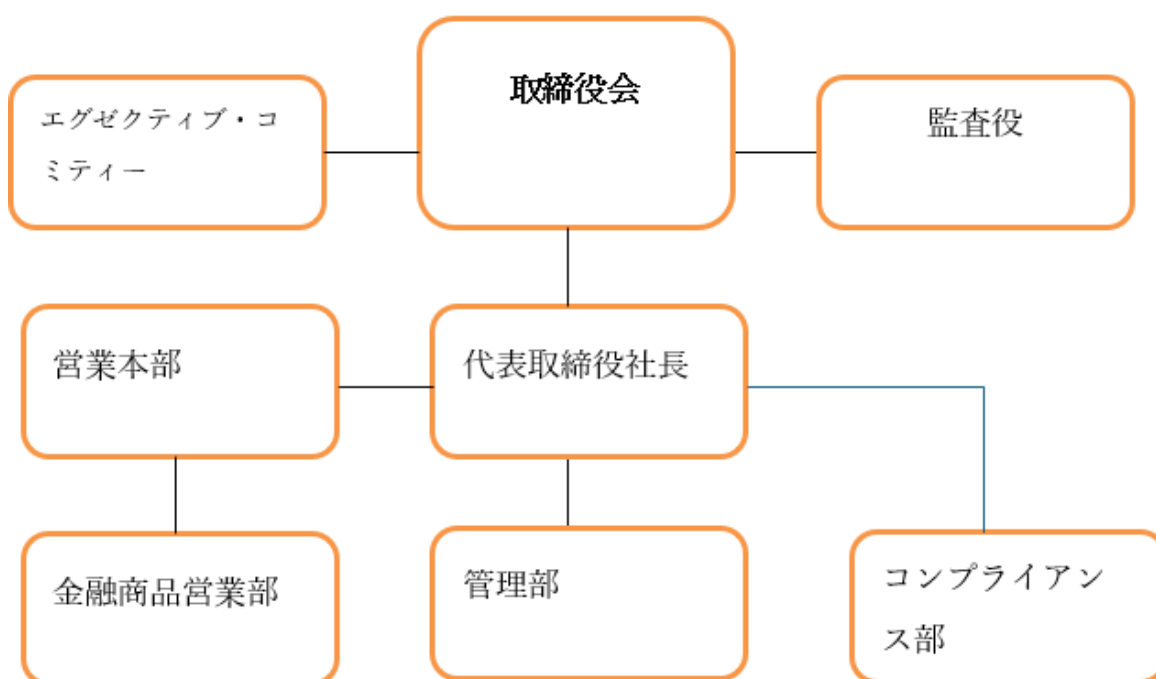 取締役会
エグゼクティブ・コ
ミティー
監査役
営業本部
代表取締役社長
金融商品営業部
管理部
コンプライアン
ス部